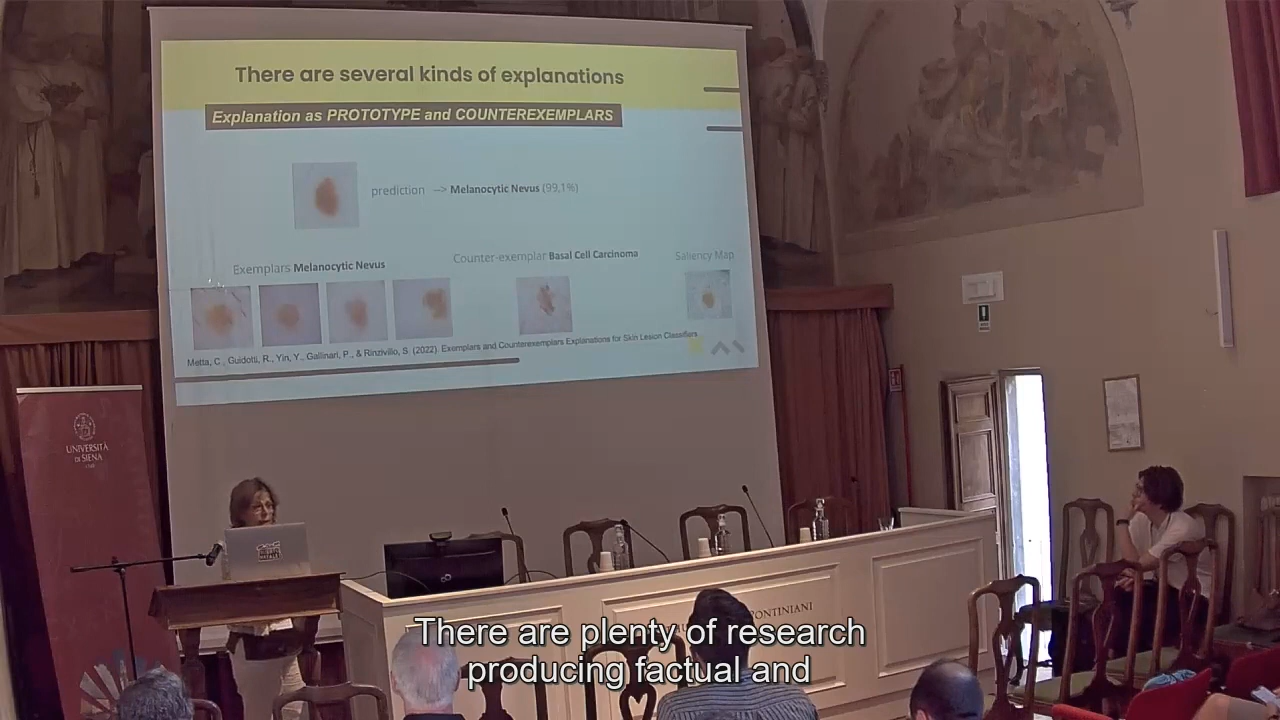 There are several kinds of explanations
Explanation as PROTOTYPE and COUNTEREXEMPLARS
prediction --> Melanocytic Nevus (99,1%)
Exemplars Melanocytic Nevus
Counter-exemplar Basal Cell Carcinoma
Saliency Map
Metta, C., Guidotti, R., Yin, Y., Gallinari, P., & Rinzivillo, S. (2022). Exemplars and Counterexemplars Explanations for Skin Lesion Classifiers
UNIVERSITÀ
DI SIENA
PONTINIANI
There are plenty of research
producing factual and